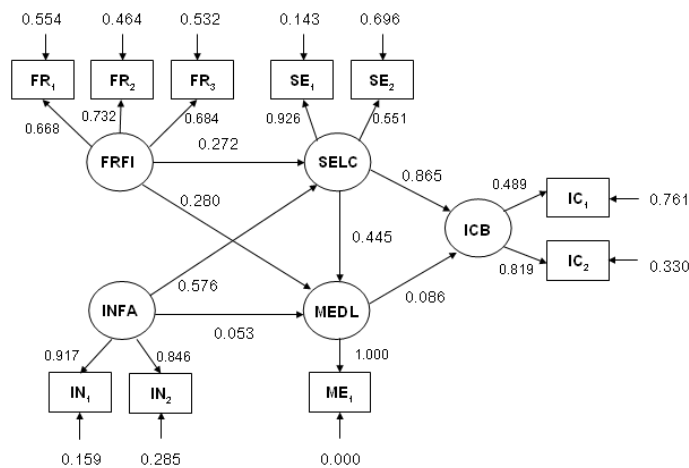 0.554 0.464 0.532 0.143 0.696
FR₁ FR₂ FR₃ SE₁ SE₂
0.668 0.732 0.684 0.926 0.551
FRFI 0.272 SELC 0.865 0.489 IC₁ 0.761
0.280 0.445 ICB
0.576 0.819 IC₂ 0.330
INFA 0.053 MEDL 0.086
0.917 0.846 1.000
IN₁ IN₂ ME₁
0.159 0.285 0.000